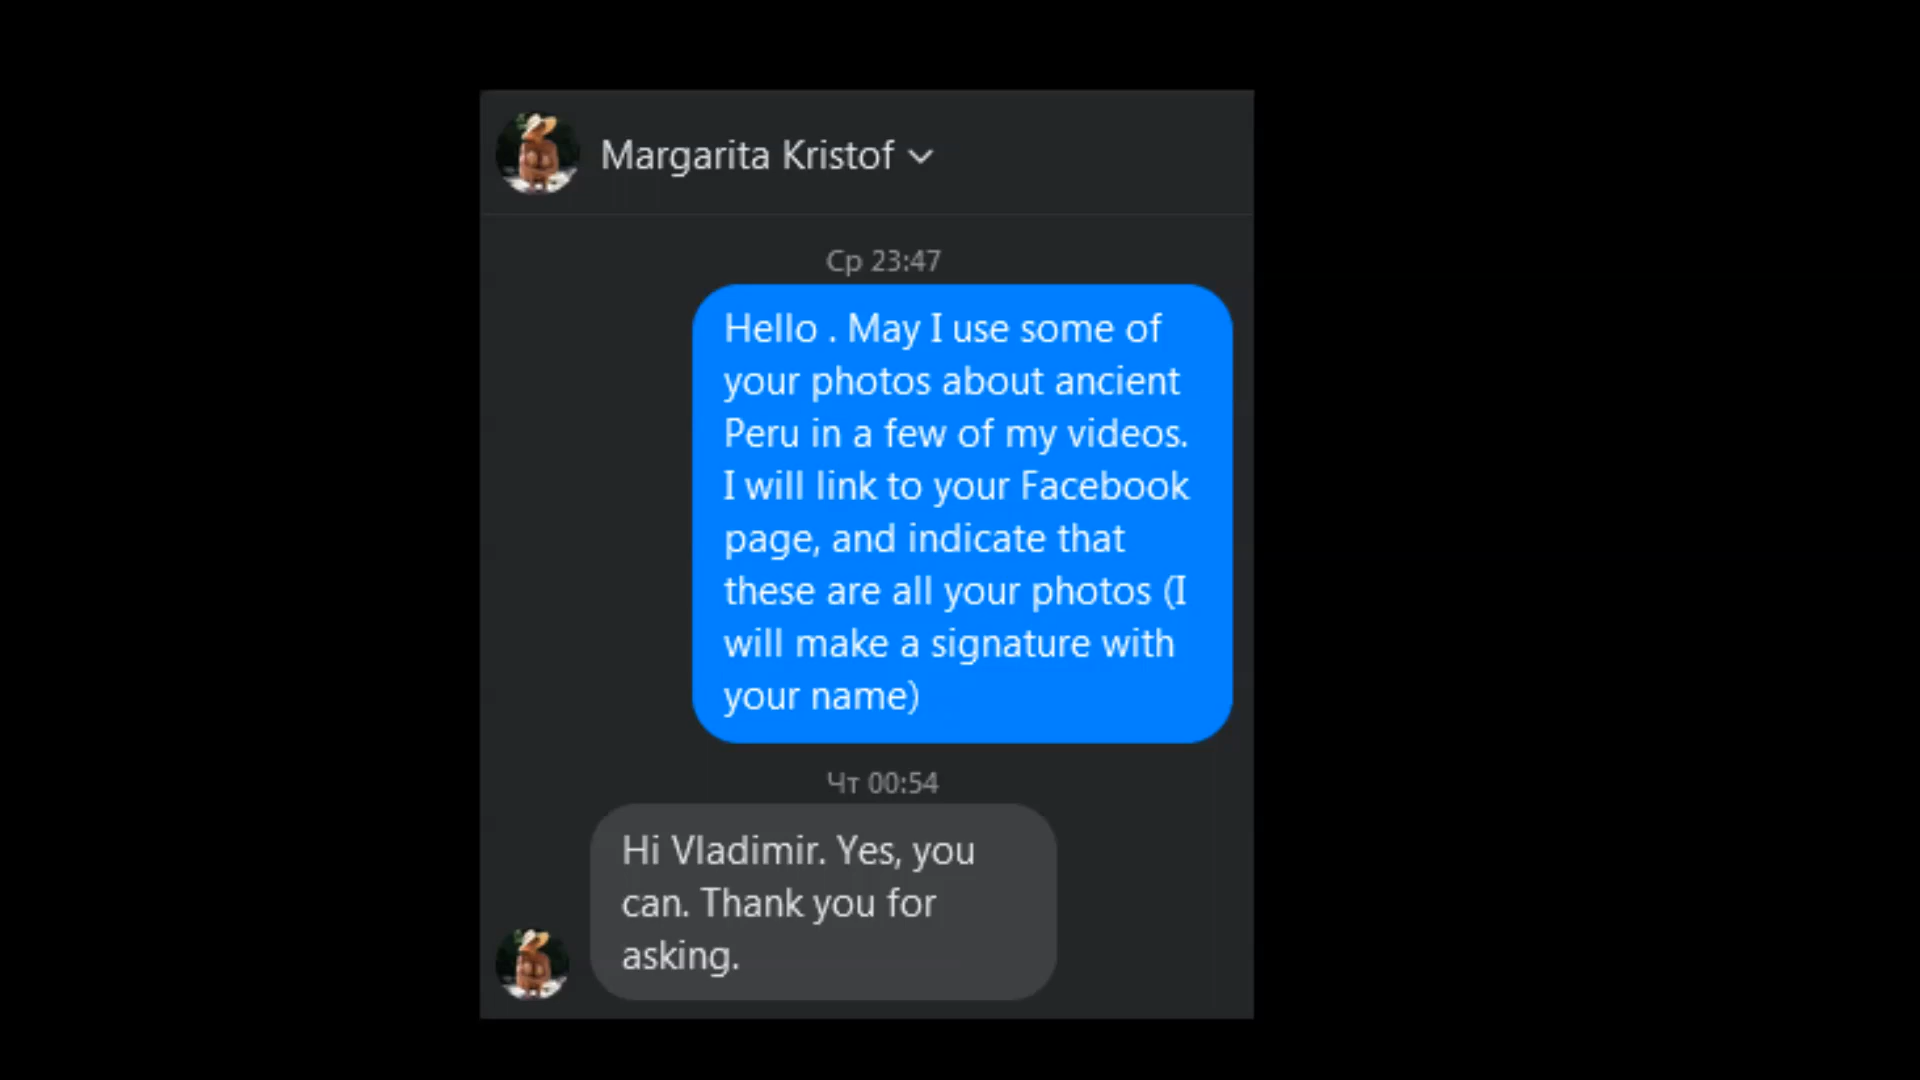 Margarita Kristof
Ср 23:47
Hello . May I use some of
your photos about ancient
Peru in a few of my videos.
I will link to your Facebook
page, and indicate that
these are all your photos (I
will make a signature with
your name)
Чт 00:54
Hi Vladimir. Yes, you
can. Thank you for
asking.